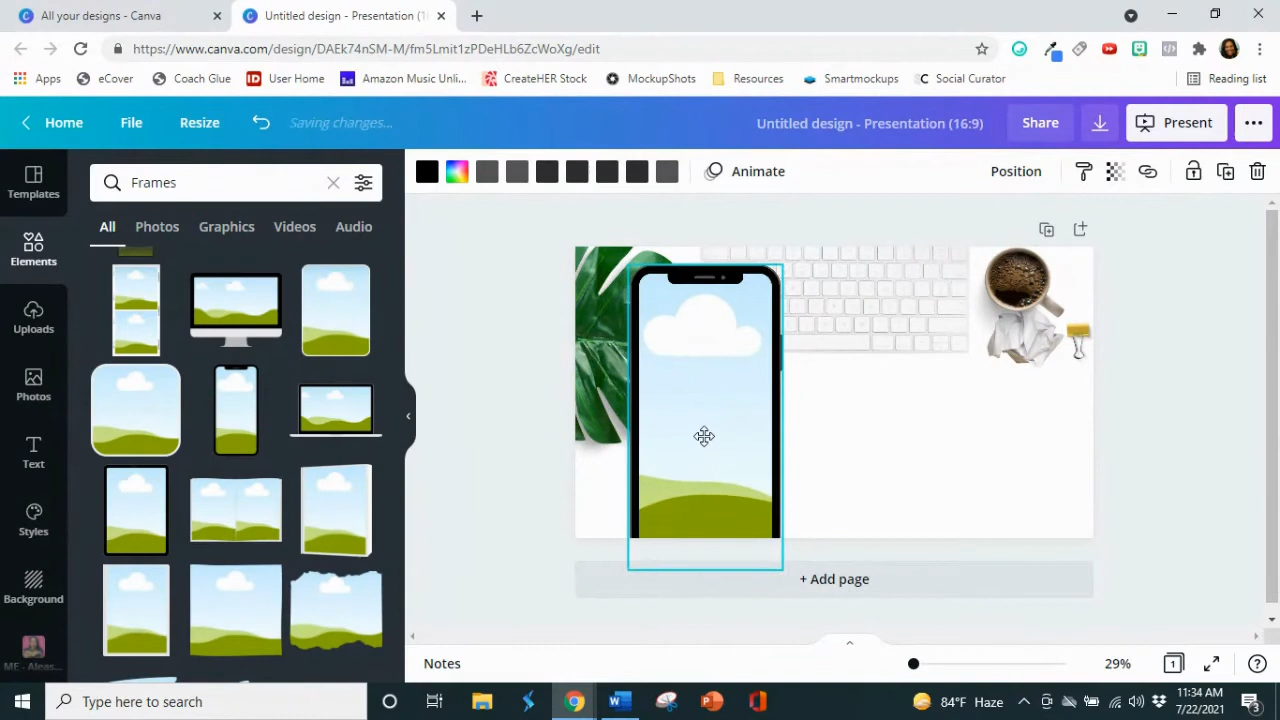 All your designs - Canva
Untitled design - Presentation (1
https://www.canva.com/design/DAEk74nSM-M/fm5Lmit1zPDeHLb6ZcWoXg/edit
Apps
eCover
Coach Glue
User Home
Amazon Music Unli...
CreateHER Stock
MockupShots
Resources
Smartmockups
Social Curator
Reading list
Home
File
Resize
Saving changes...
Untitled design - Presentation (16:9)
Share
Present
Templates
Elements
Uploads
Photos
Text
Styles
Background
ME - Aleas...
Frames
All
Photos
Graphics
Videos
Audio
Animate
Position
+ Add page
Notes
29%
1
Type here to search
84°F Haze
11:34 AM
7/22/2021
3